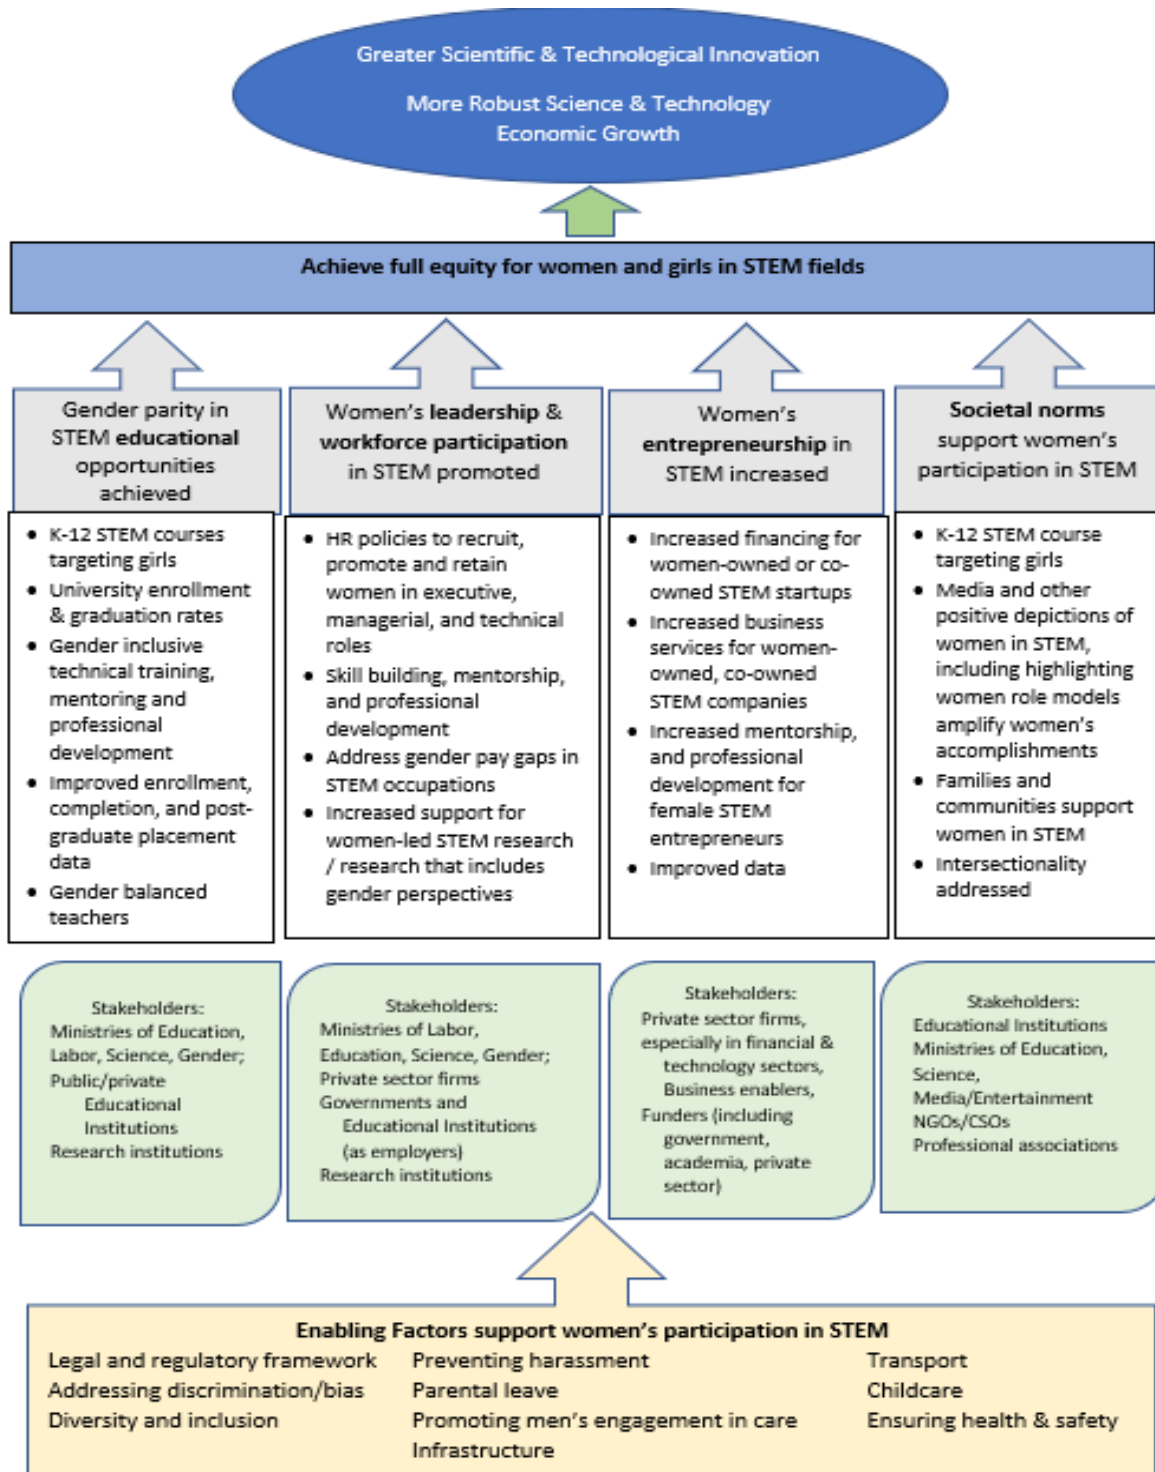 Greater Scientific & Technological Innovation
More Robust Science & Technology
Economic Growth
Achieve full equity for women and girls in STEM fields
Gender parity in
STEM educational
opportunities
achieved
• K-12 STEM courses
targeting girls
• University enrollment
& graduation rates
• Gender inclusive
technical training,
mentoring and
professional
development
• Improved enrollment,
completion, and post-
graduate placement
data
• Gender balanced
teachers
Stakeholders:
Ministries of Education,
Labor, Science, Gender;
Public/private
Educational
Institutions
Research institutions
Women's leadership &
workforce participation
in STEM promoted
• HR policies to recruit,
promote and retain
women in executive,
managerial, and technical
roles
• Skill building, mentorship,
and professional
development
• Address gender pay gaps in
STEM occupations
• Increased support for
women-led STEM research
/ research that includes
gender perspectives
Stakeholders:
Ministries of Labor,
Education, Science, Gender;
Private sector firms
Governments and
Educational Institutions
(as employers)
Research institutions
Women's
entrepreneurship in
STEM increased
• Increased financing for
women-owned or co-
owned STEM startups
• Increased business
services for women-
owned, co-owned
STEM companies
• Increased mentorship,
and professional
development for
female STEM
entrepreneurs
• Improved data
Stakeholders:
Private sector firms,
especially in financial &
technology sectors,
Business enablers,
Funders (including
government,
academia, private
sector)
Societal norms
support women's
participation in STEM
• K-12 STEM course
targeting girls
• Media and other
positive depictions of
women in STEM,
including highlighting
women role models
amplify women's
accomplishments
• Families and
communities support
women in STEM
• Intersectionality
addressed
Stakeholders:
Educational Institutions
Ministries of Education,
Science,
Media/Entertainment
NGOs/CSOs
Professional associations
Enabling Factors support women's participation in STEM
Legal and regulatory framework
Addressing discrimination/bias
Diversity and inclusion
Preventing harassment
Parental leave
Promoting men's engagement in care
Infrastructure
Transport
Childcare
Ensuring health & safety